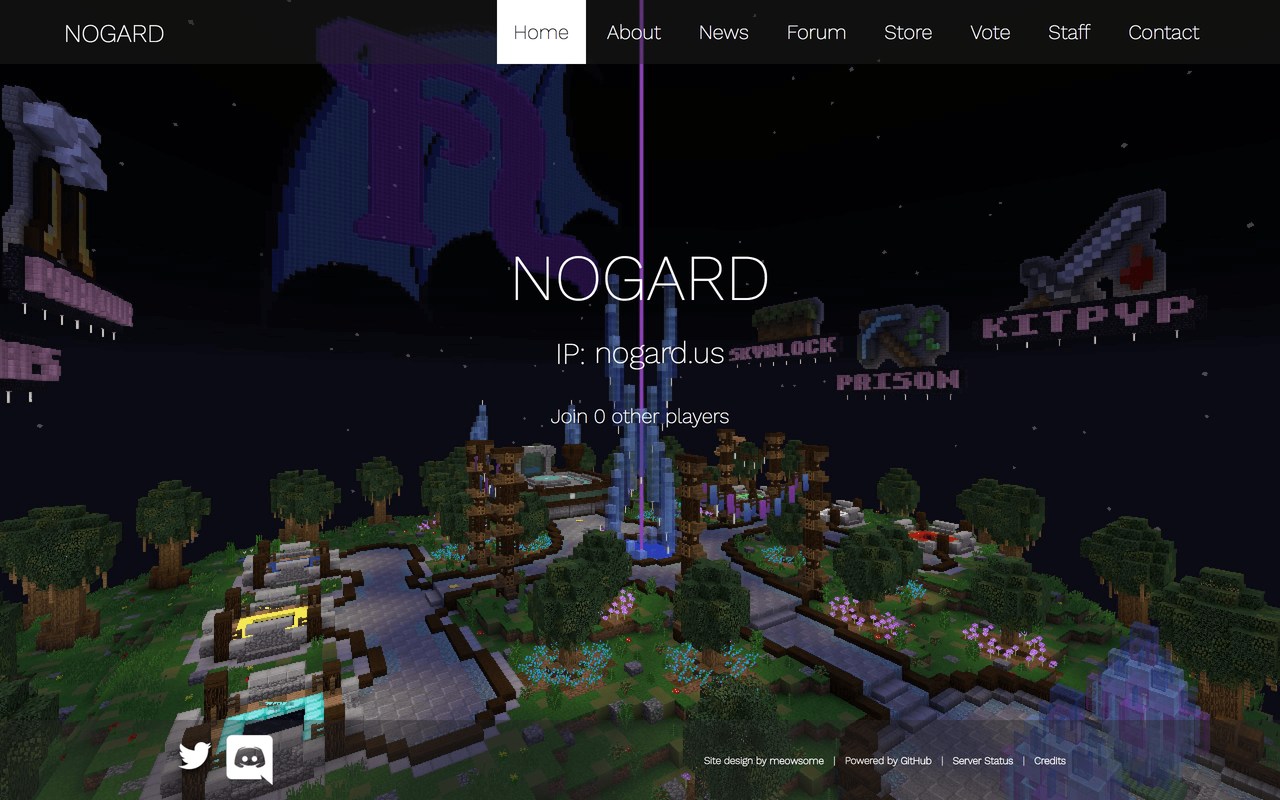 NOGARD
Home About News Forum Store Vote Staff Contact
NOGARD
IP: nogard.us
SKYBLOCK
PRISON
KITPVP
Join 0 other players
Site design by meowsome | Powered by GitHub | Server Status | Credits